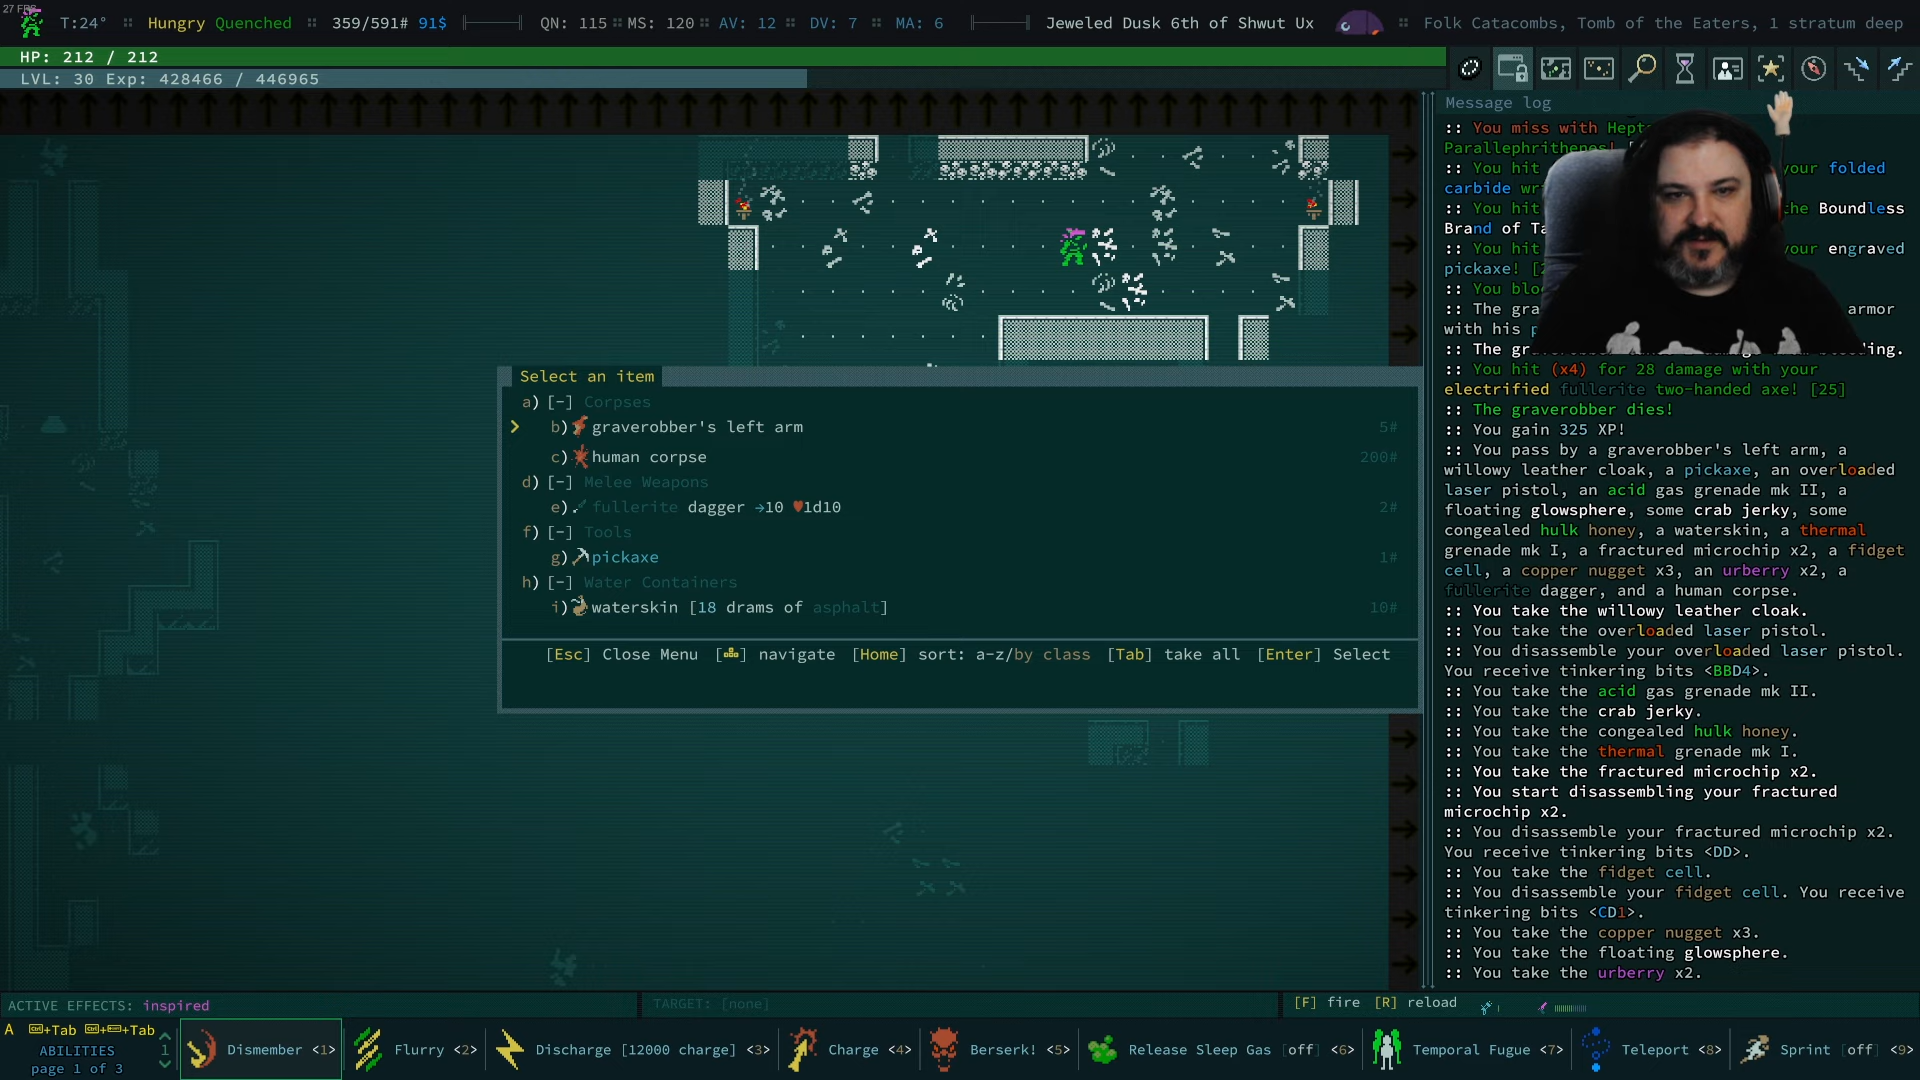 27 FPS
T:24° :: Hungry Quenched :: 359/591# 91$ QN: 115 :: MS: 120 :: AV: 12 :: DV: 7 :: MA: 6 Jeweled Dusk 6th of Shwut Ux :: Folk Catacombs, Tomb of the Eaters, 1 stratum deep
HP: 212 / 212
LVL: 30 Exp: 428466 / 446965
Message log
:: You miss with
Parallephrithenes!
:: You hit your folded
carbide
:: You hit the Boundless
Brand of
:: You hit your engraved
pickaxe!
:: You
:: The armor
with his
:: The bleeding.
:: You hit (x4) for 28 damage with your
electrified fullerite two-handed axe! [25]
:: The graverobber dies!
:: You gain 325 XP!
:: You pass by a graverobber's left arm, a
willowy leather cloak, a pickaxe, an overloaded
laser pistol, an acid gas grenade mk II, a
floating glowsphere, some crab jerky, some
congealed hulk honey, a waterskin, a thermal
grenade mk I, a fractured microchip x2, a fidget
cell, a copper nugget x3, an urberry x2, a
fullerite dagger, and a human corpse.
:: You take the willowy leather cloak.
:: You take the overloaded laser pistol.
:: You disassemble your overloaded laser pistol.
You receive tinkering bits <BBD4>.
:: You take the acid gas grenade mk II.
:: You take the crab jerky.
:: You take the congealed hulk honey.
:: You take the thermal grenade mk I.
:: You take the fractured microchip x2.
:: You start disassembling your fractured
microchip x2.
:: You disassemble your fractured microchip x2.
You receive tinkering bits <DD>.
:: You take the fidget cell.
:: You disassemble your fidget cell. You receive
tinkering bits <CD1>.
:: You take the copper nugget x3.
:: You take the floating glowsphere.
:: You take the urberry x2.
Select an item
a) [-] Corpses
b) graverobber's left arm 5#
c) human corpse 200#
d) [-] Melee Weapons
e) fullerite dagger →10 ♥1d10 2#
f) [-] Tools
g) pickaxe 1#
h) [-] Water Containers
i) waterskin [18 drams of asphalt] 10#
[Esc] Close Menu navigate [Home] sort: a-z/by class [Tab] take all [Enter] Select
ACTIVE EFFECTS: inspired
TARGET: [none]
[F] fire [R] reload
A +Tab +Tab
ABILITIES
page 1 of 3
1
Dismember <1>
Flurry <2>
Discharge [12000 charge] <3>
Charge <4>
Berserk! <5>
Release Sleep Gas [off] <6>
Temporal Fugue <7>
Teleport <8>
Sprint [off] <9>